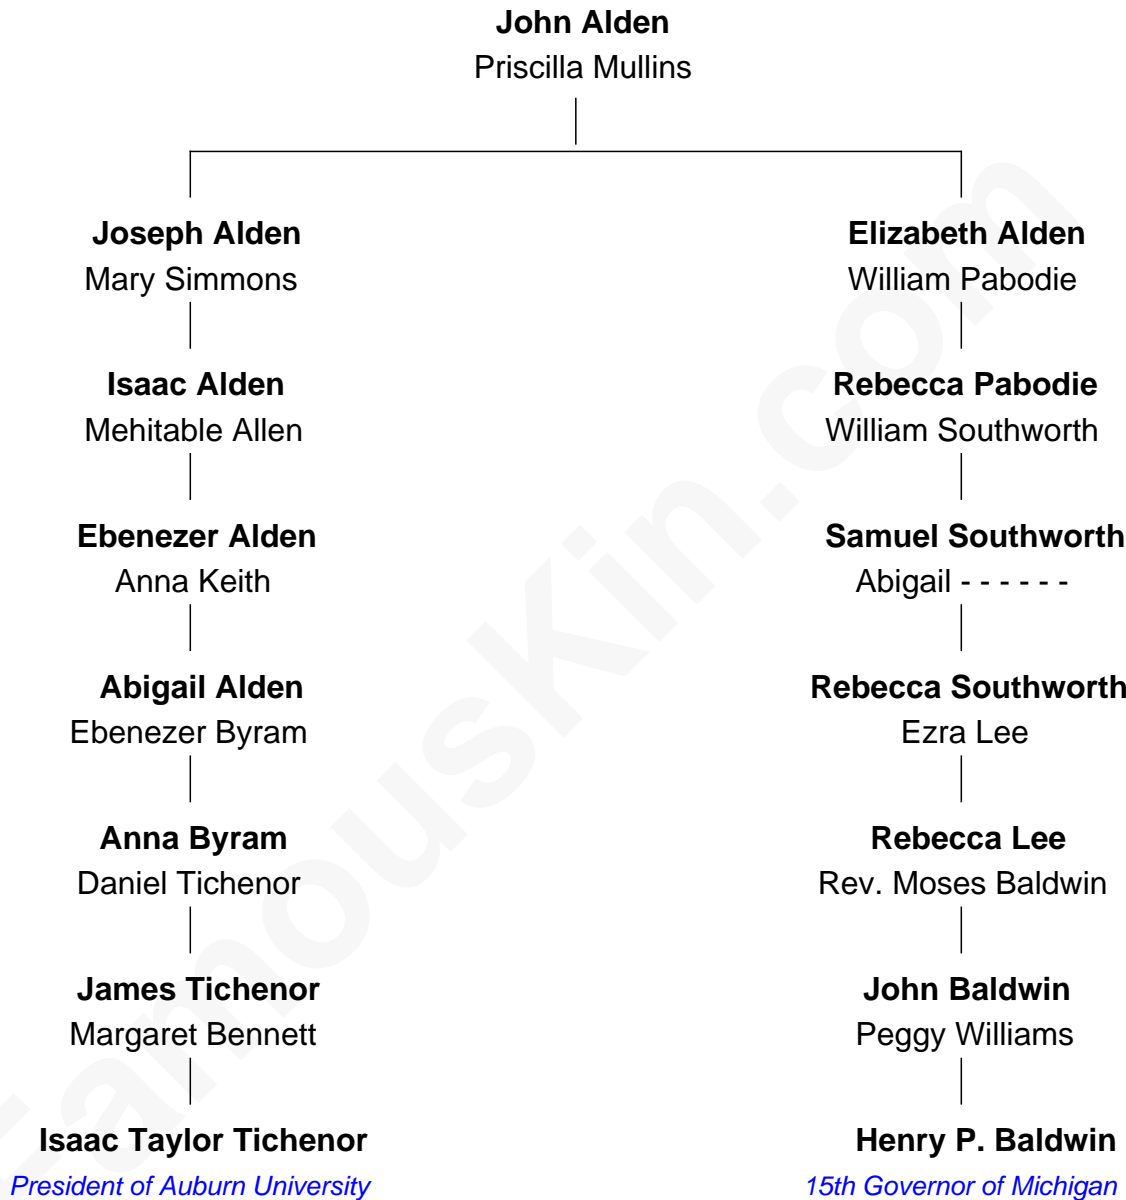 John Alden
Priscilla Mullins
Joseph Alden
Mary Simmons
Elizabeth Alden
William Pabodie
Isaac Alden
Mehitable Allen
Rebecca Pabodie
William Southworth
Ebenezer Alden
Anna Keith
Samuel Southworth
Abigail - - - - - -
Abigail Alden
Ebenezer Byram
Rebecca Southworth
Ezra Lee
Anna Byram
Daniel Tichenor
Rebecca Lee
Rev. Moses Baldwin
James Tichenor
Margaret Bennett
John Baldwin
Peggy Williams
Isaac Taylor Tichenor
President of Auburn University
Henry P. Baldwin
15th Governor of Michigan
FamousKin.com